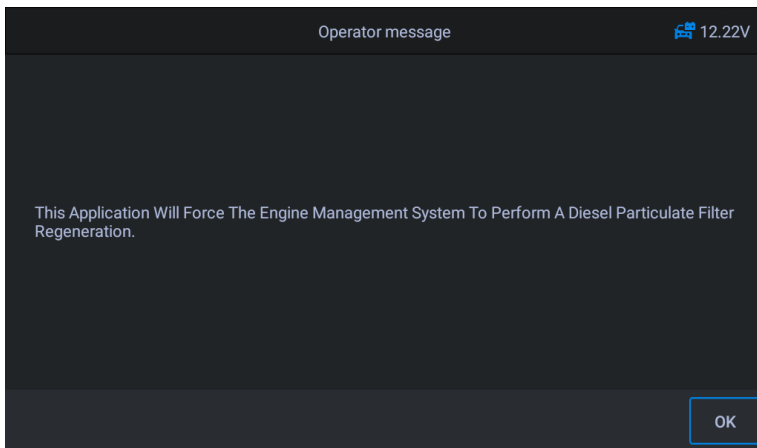 Operator message
12.22V
This Application Will Force The Engine Management System To Perform A Diesel Particulate Filter
Regeneration.
OK